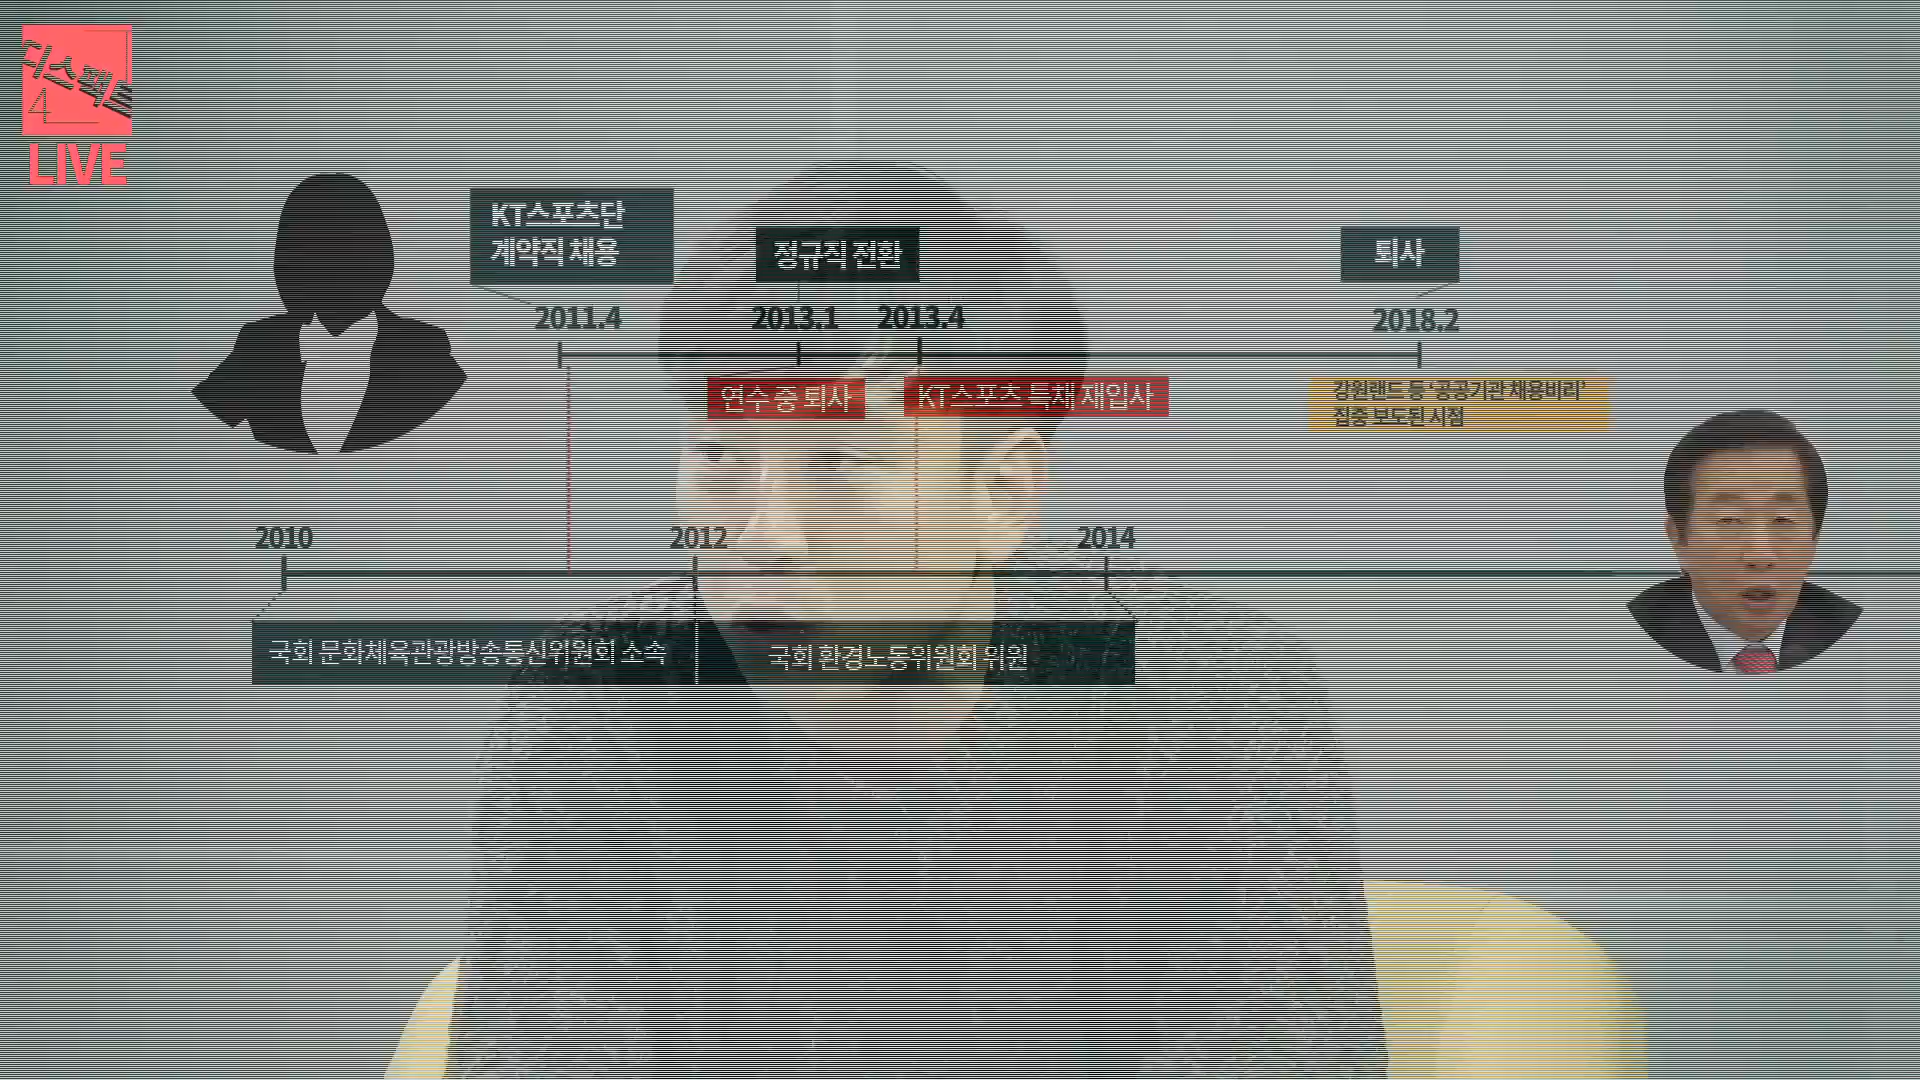 디스팩트
4
LIVE
KT스포츠단
계약직 채용
정규직 전환
퇴사
2011.4
2013.1
2013.4
2018.2
연수 중 퇴사
KT스포츠 특채 재입사
강원랜드 등 ‘공공기관 채용비리’
집중 보도된 시점
2010
2012
2014
국회 문화체육관광방송통신위원회 소속
국회 환경노동위원회 위원